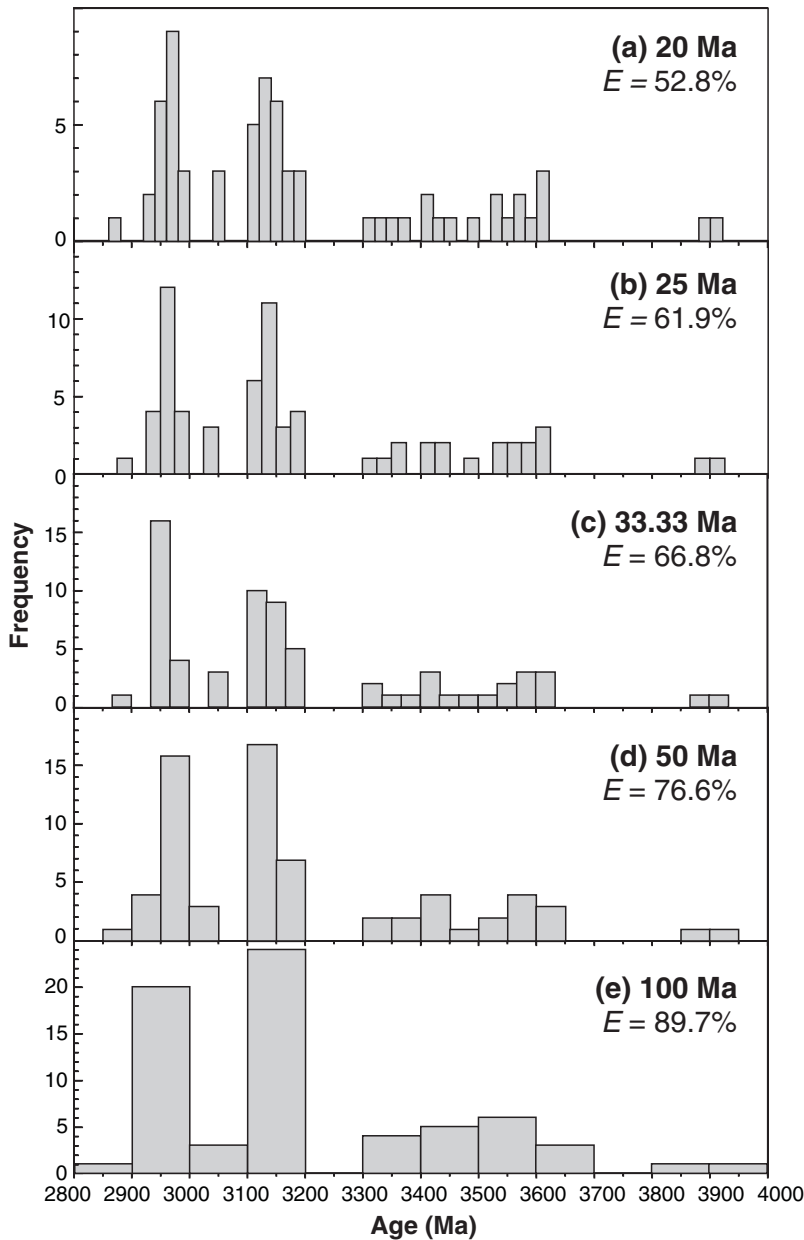 (a) 20 Ma
E = 52.8%
5
0
(b) 25 Ma
E = 61.9%
10
5
0
(c) 33.33 Ma
E = 66.8%
15
10
5
0
Frequency
(d) 50 Ma
E = 76.6%
15
10
5
0
(e) 100 Ma
E = 89.7%
20
15
10
5
0
2800 2900 3000 3100 3200 3300 3400 3500 3600 3700 3800 3900 4000
Age (Ma)